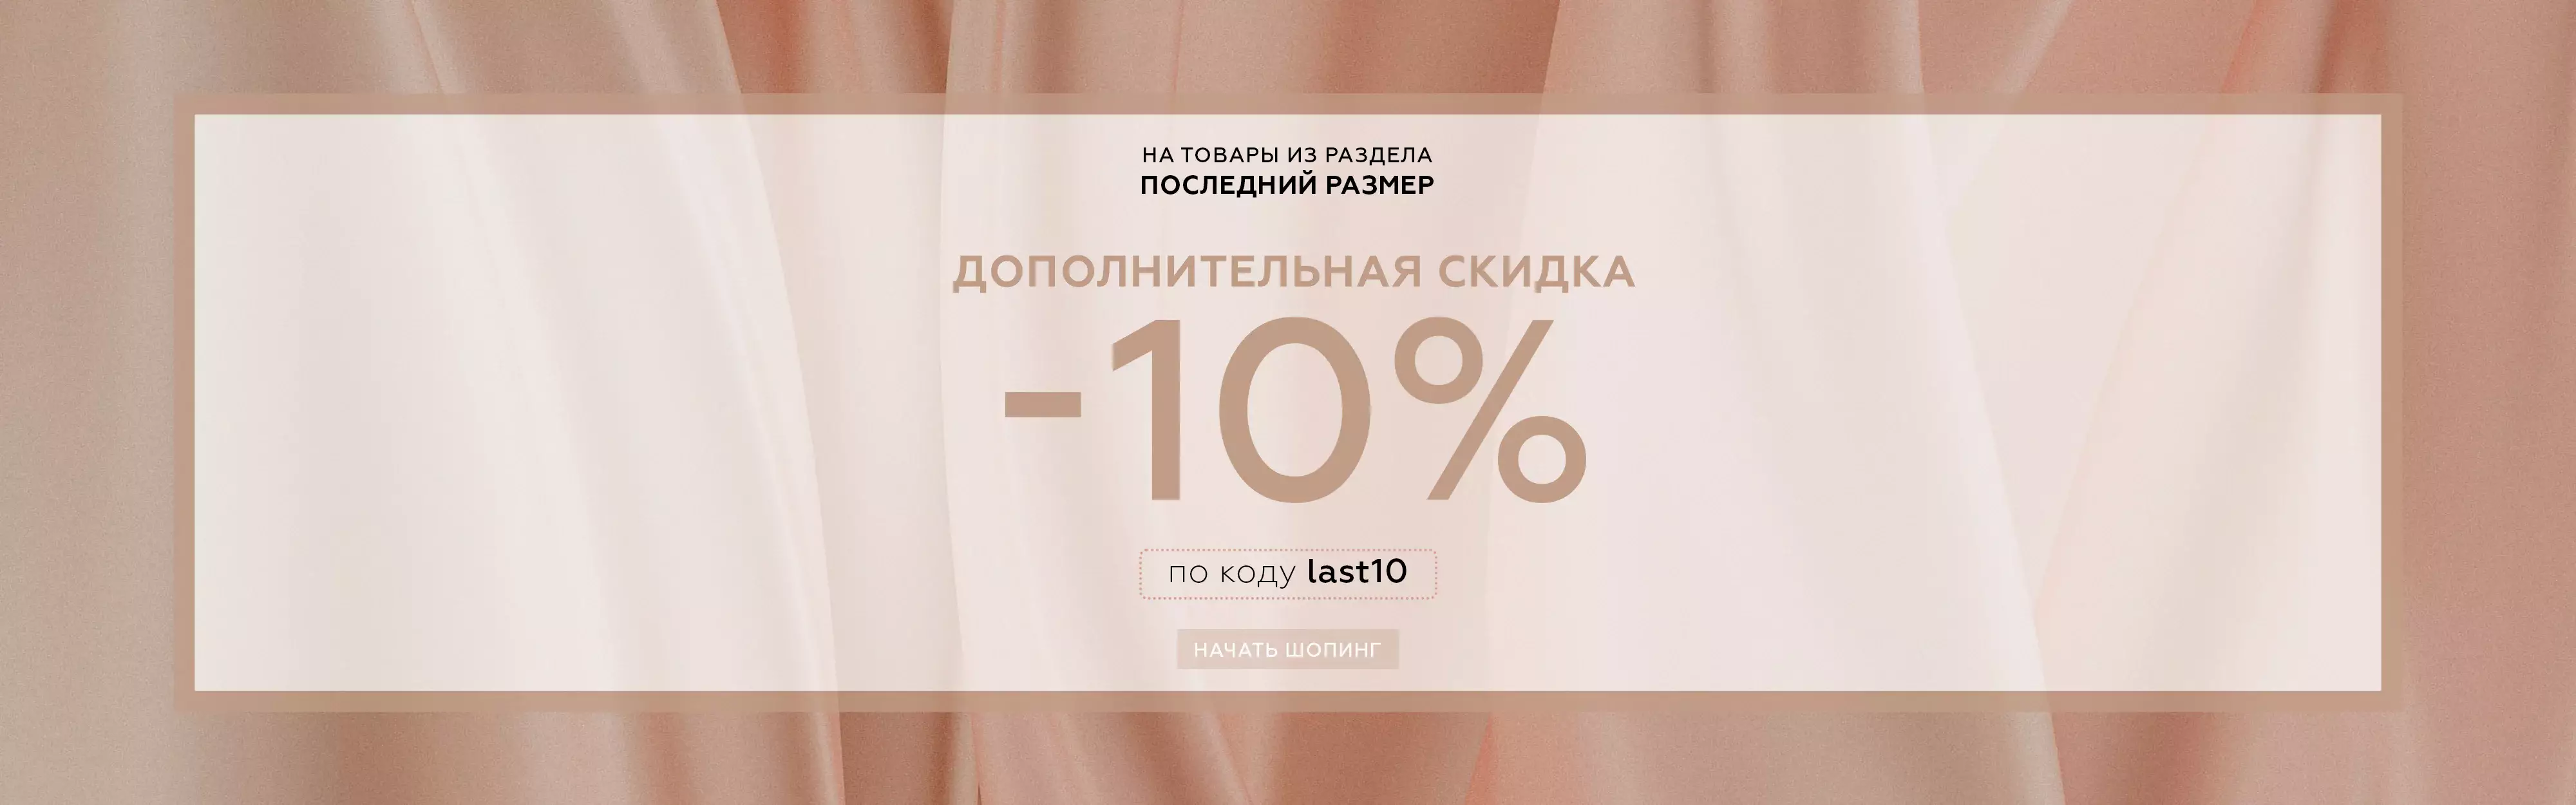 НА ТОВАРЫ ИЗ РАЗДЕЛА
ПОСЛЕДНИЙ РАЗМЕР
ДОПОЛНИТЕЛЬНАЯ СКИДКА
-10%
по коду last10
НАЧАТЬ ШОПИНГ